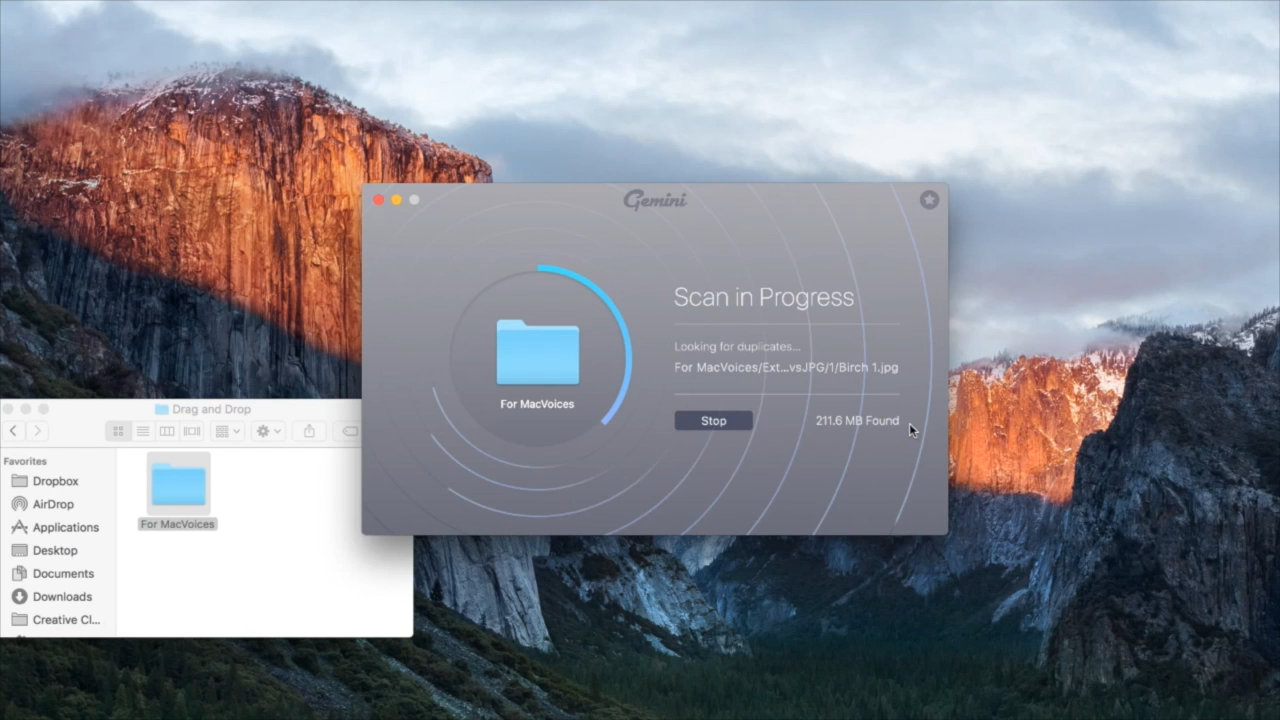 Gemini
Scan in Progress
Looking for duplicates...
For MacVoices/Ext...vsJPG/1/Birch 1.jpg
Stop
211.6 MB Found
For MacVoices
Drag and Drop
Favorites
Dropbox
AirDrop
Applications
Desktop
Documents
Downloads
Creative Cl...
For MacVoices